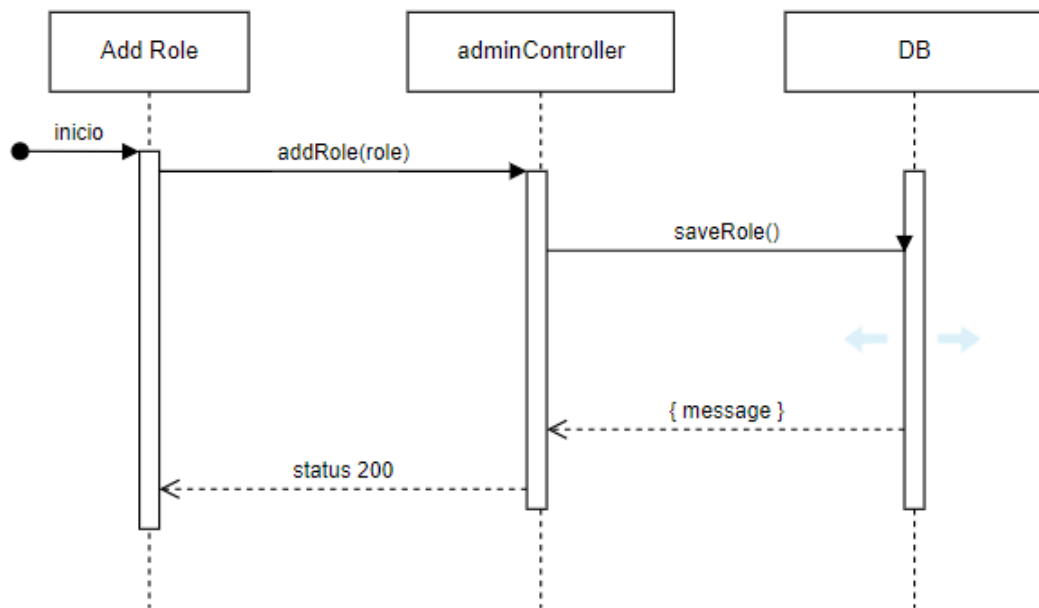 Add Role
adminController
DB
inicio
addRole(role)
saveRole()
{ message }
status 200